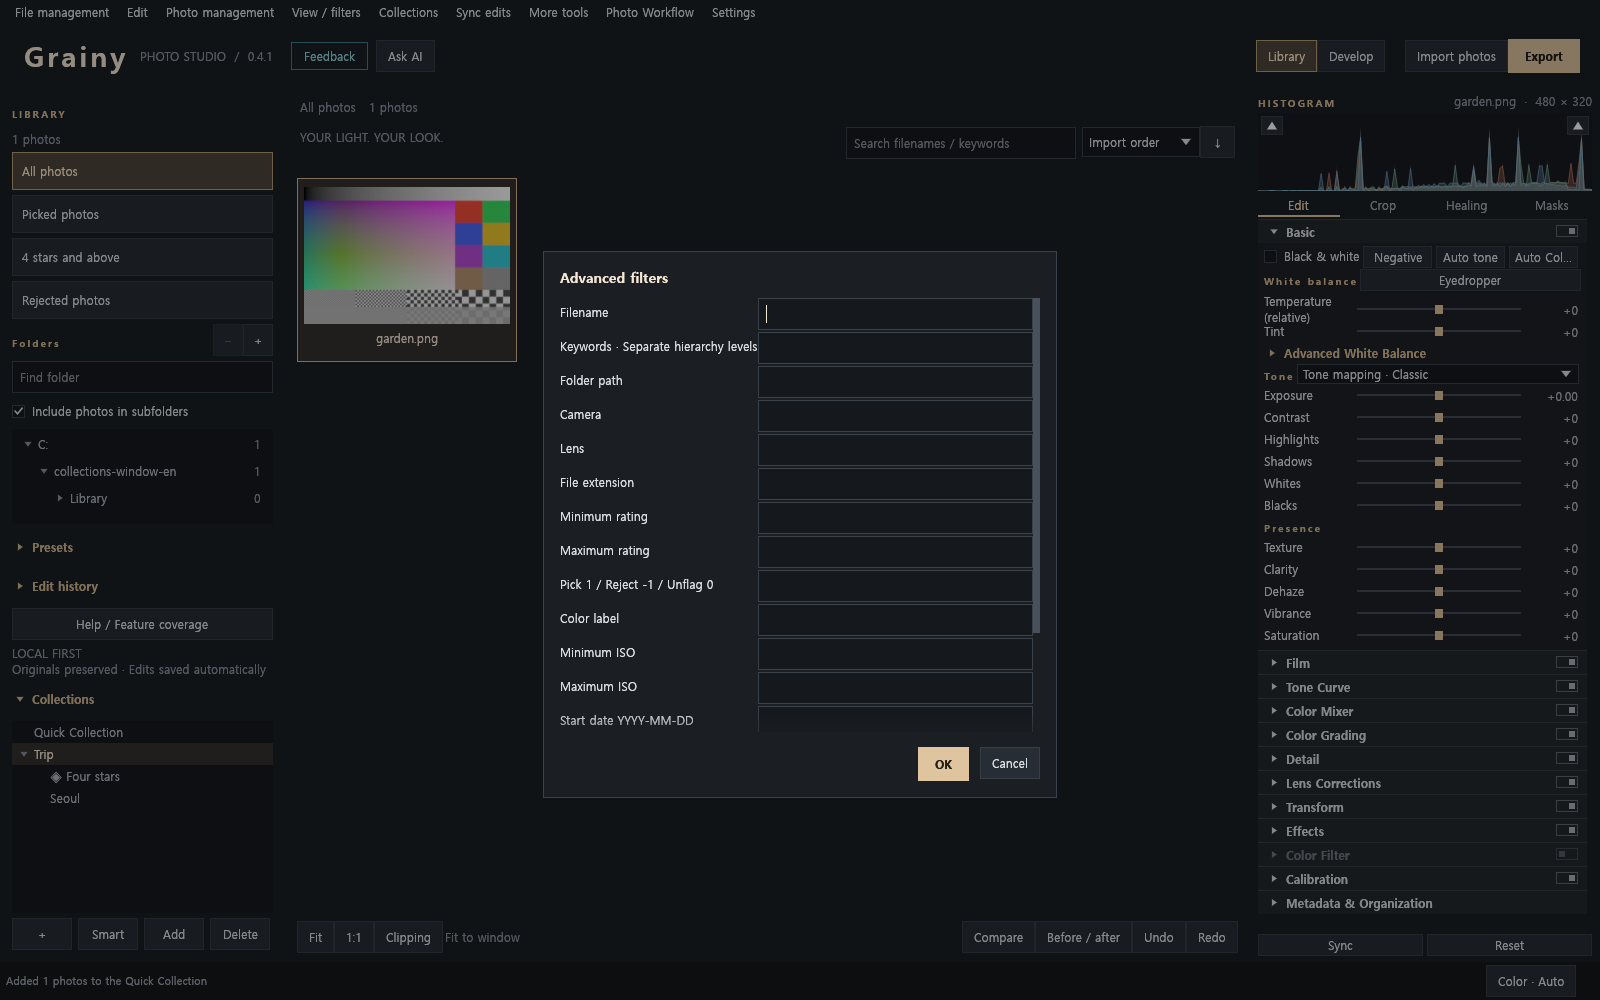 File management Edit Photo management View / filters Collections Sync edits More tools Photo Workflow Settings
Grainy PHOTO STUDIO / 0.4.1 Feedback Ask AI Library Develop Import photos Export
LIBRARY
1 photos
All photos
Picked photos
4 stars and above
Rejected photos
Folders − +
Find folder
Include photos in subfolders
C: 1
collections-window-en 1
Library 0
Presets
Edit history
Help / Feature coverage
LOCAL FIRST
Originals preserved · Edits saved automatically
Collections
Quick Collection
Trip
Four stars
Seoul
+ Smart Add Delete
All photos 1 photos
YOUR LIGHT. YOUR LOOK.
Search filenames / keywords Import order ↓
garden.png
Advanced filters
Filename
Keywords · Separate hierarchy levels
Folder path
Camera
Lens
File extension
Minimum rating
Maximum rating
Pick 1 / Reject -1 / Unflag 0
Color label
Minimum ISO
Maximum ISO
Start date YYYY-MM-DD
OK Cancel
Fit 1:1 Clipping Fit to window Compare Before / after Undo Redo
HISTOGRAM garden.png · 480 × 320
Edit Crop Healing Masks
Basic
Black & white Negative Auto tone Auto Col...
White balance Eyedropper
Temperature
(relative) +0
Tint +0
Advanced White Balance
Tone Tone mapping · Classic
Exposure +0.00
Contrast +0
Highlights +0
Shadows +0
Whites +0
Blacks +0
Presence
Texture +0
Clarity +0
Dehaze +0
Vibrance +0
Saturation +0
Film
Tone Curve
Color Mixer
Color Grading
Detail
Lens Corrections
Transform
Effects
Color Filter
Calibration
Metadata & Organization
Sync Reset
Added 1 photos to the Quick Collection Color · Auto